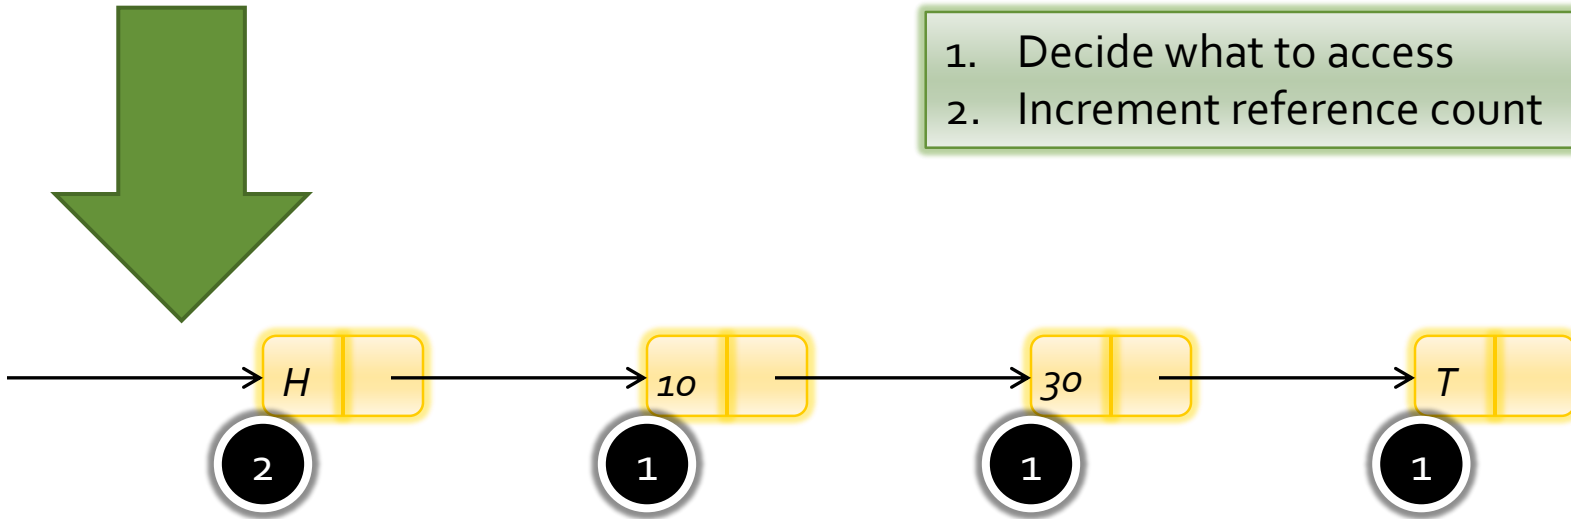 1. Decide what to access
2. Increment reference count
H 10 30 T
2 1 1 1